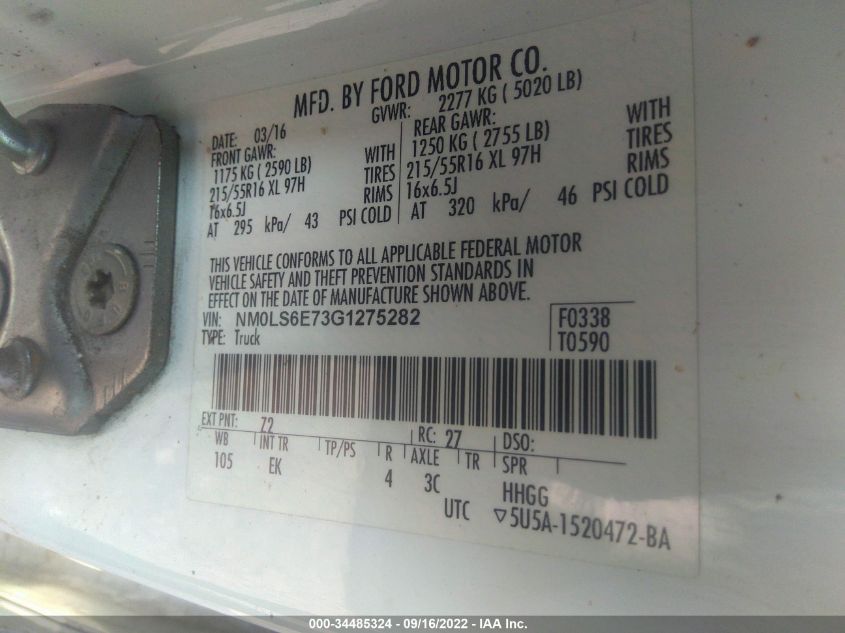 MFD. BY FORD MOTOR CO.
DATE: 03/16 GVWR: 2277 KG ( 5020 LB)
FRONT GAWR: REAR GAWR:
1175 KG ( 2590 LB) WITH 1250 KG ( 2755 LB) WITH
215/55R16 XL 97H TIRES 215/55R16 XL 97H TIRES
16x6.5J RIMS 16x6.5J RIMS
AT 295 kPa/ 43 PSI COLD AT 320 kPa/ 46 PSI COLD
THIS VEHICLE CONFORMS TO ALL APPLICABLE FEDERAL MOTOR
VEHICLE SAFETY AND THEFT PREVENTION STANDARDS IN
EFFECT ON THE DATE OF MANUFACTURE SHOWN ABOVE.
VIN: NM0LS6E73G1275282 F0338
TYPE: Truck T0590
EXT PNT: Z2 RC: 27 DSO:
WB INT TR TP/PS R AXLE TR SPR
105 EK 4 3C HHGG
UTC ▽5U5A-1520472-BA
000-34485324 - 09/16/2022 - IAA Inc.